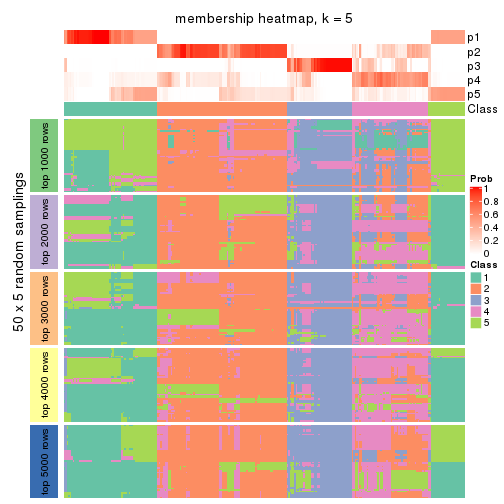 membership heatmap, k = 5
p1
p2
p3
p4
p5
Class
50 x 5 random samplings
top 1000 rows
top 2000 rows
top 3000 rows
top 4000 rows
top 5000 rows
Prob
1
0.8
0.6
0.4
0.2
0
Class
1
2
3
4
5